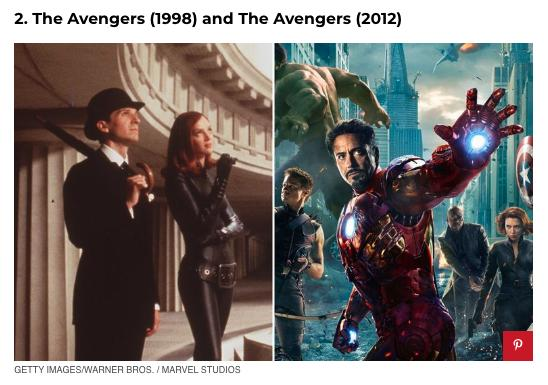 2. The Avengers (1998) and The Avengers (2012)
GETTY IMAGES/WARNER BROS. / MARVEL STUDIOS